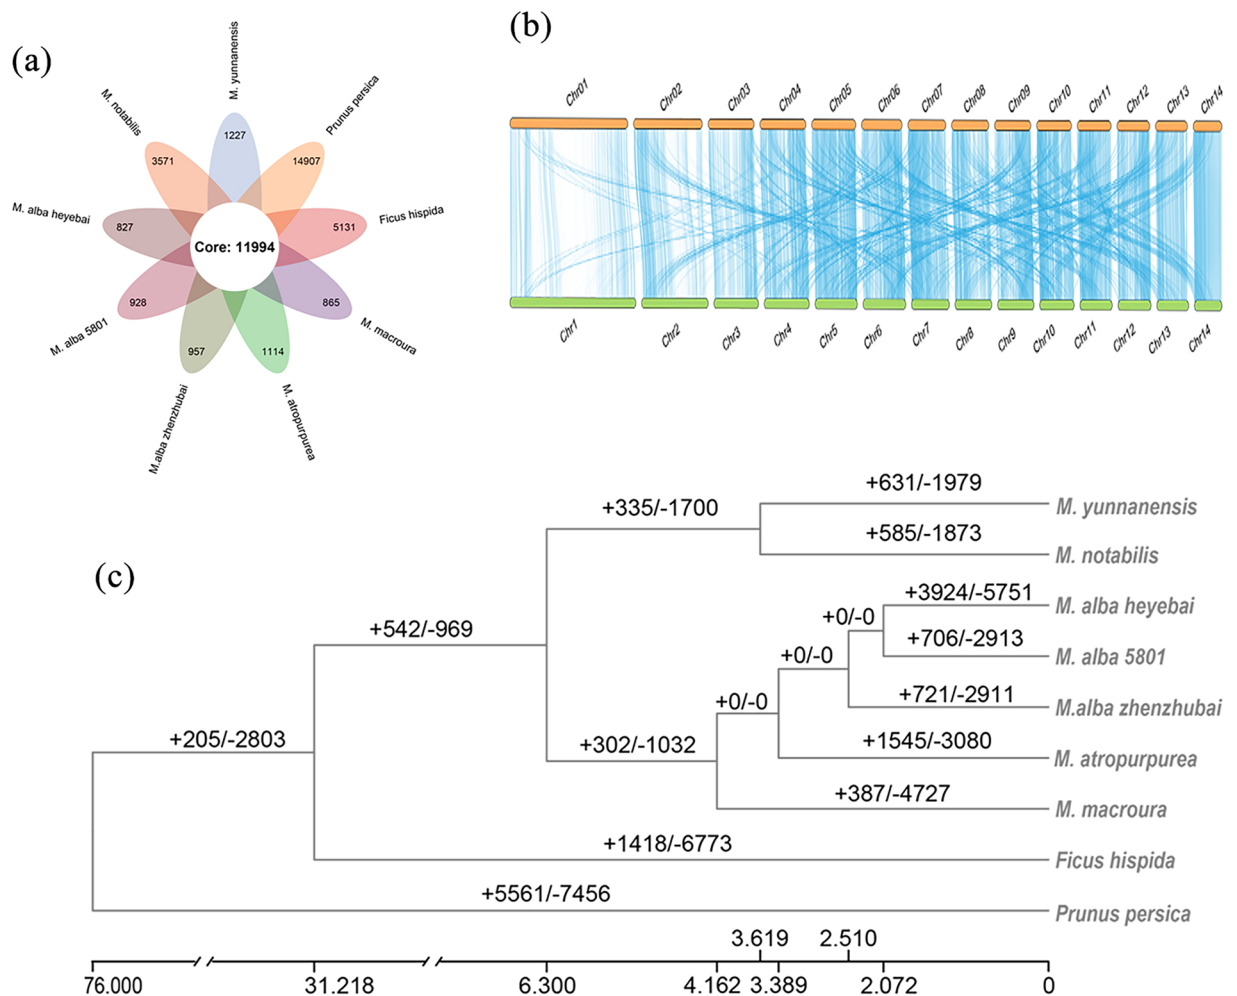 (a)
M. yunnanensis
1227
Prunus persica
14907
Ficus hispida
5131
M. macroura
865
M. atropurpurea
1114
M.alba zhenzhubai
957
M. alba 5801
928
M. alba heyebai
827
M. notabilis
3571
Core: 11994
(b)
Chr01 Chr02 Chr03 Chr04 Chr05 Chr06 Chr07 Chr08 Chr09 Chr10 Chr11 Chr12 Chr13 Chr14
Chr1 Chr2 Chr3 Chr4 Chr5 Chr6 Chr7 Chr8 Chr9 Chr10 Chr11 Chr12 Chr13 Chr14
(c)
+631/-1979
M. yunnanensis
+335/-1700
+585/-1873
M. notabilis
+3924/-5751
M. alba heyebai
+0/-0
+542/-969
+706/-2913
M. alba 5801
+0/-0
+721/-2911
M.alba zhenzhubai
+0/-0
+205/-2803
+302/-1032
+1545/-3080
M. atropurpurea
+387/-4727
M. macroura
+1418/-6773
Ficus hispida
+5561/-7456
Prunus persica
3.619 2.510
76.000 31.218 6.300 4.162 3.389 2.072 0